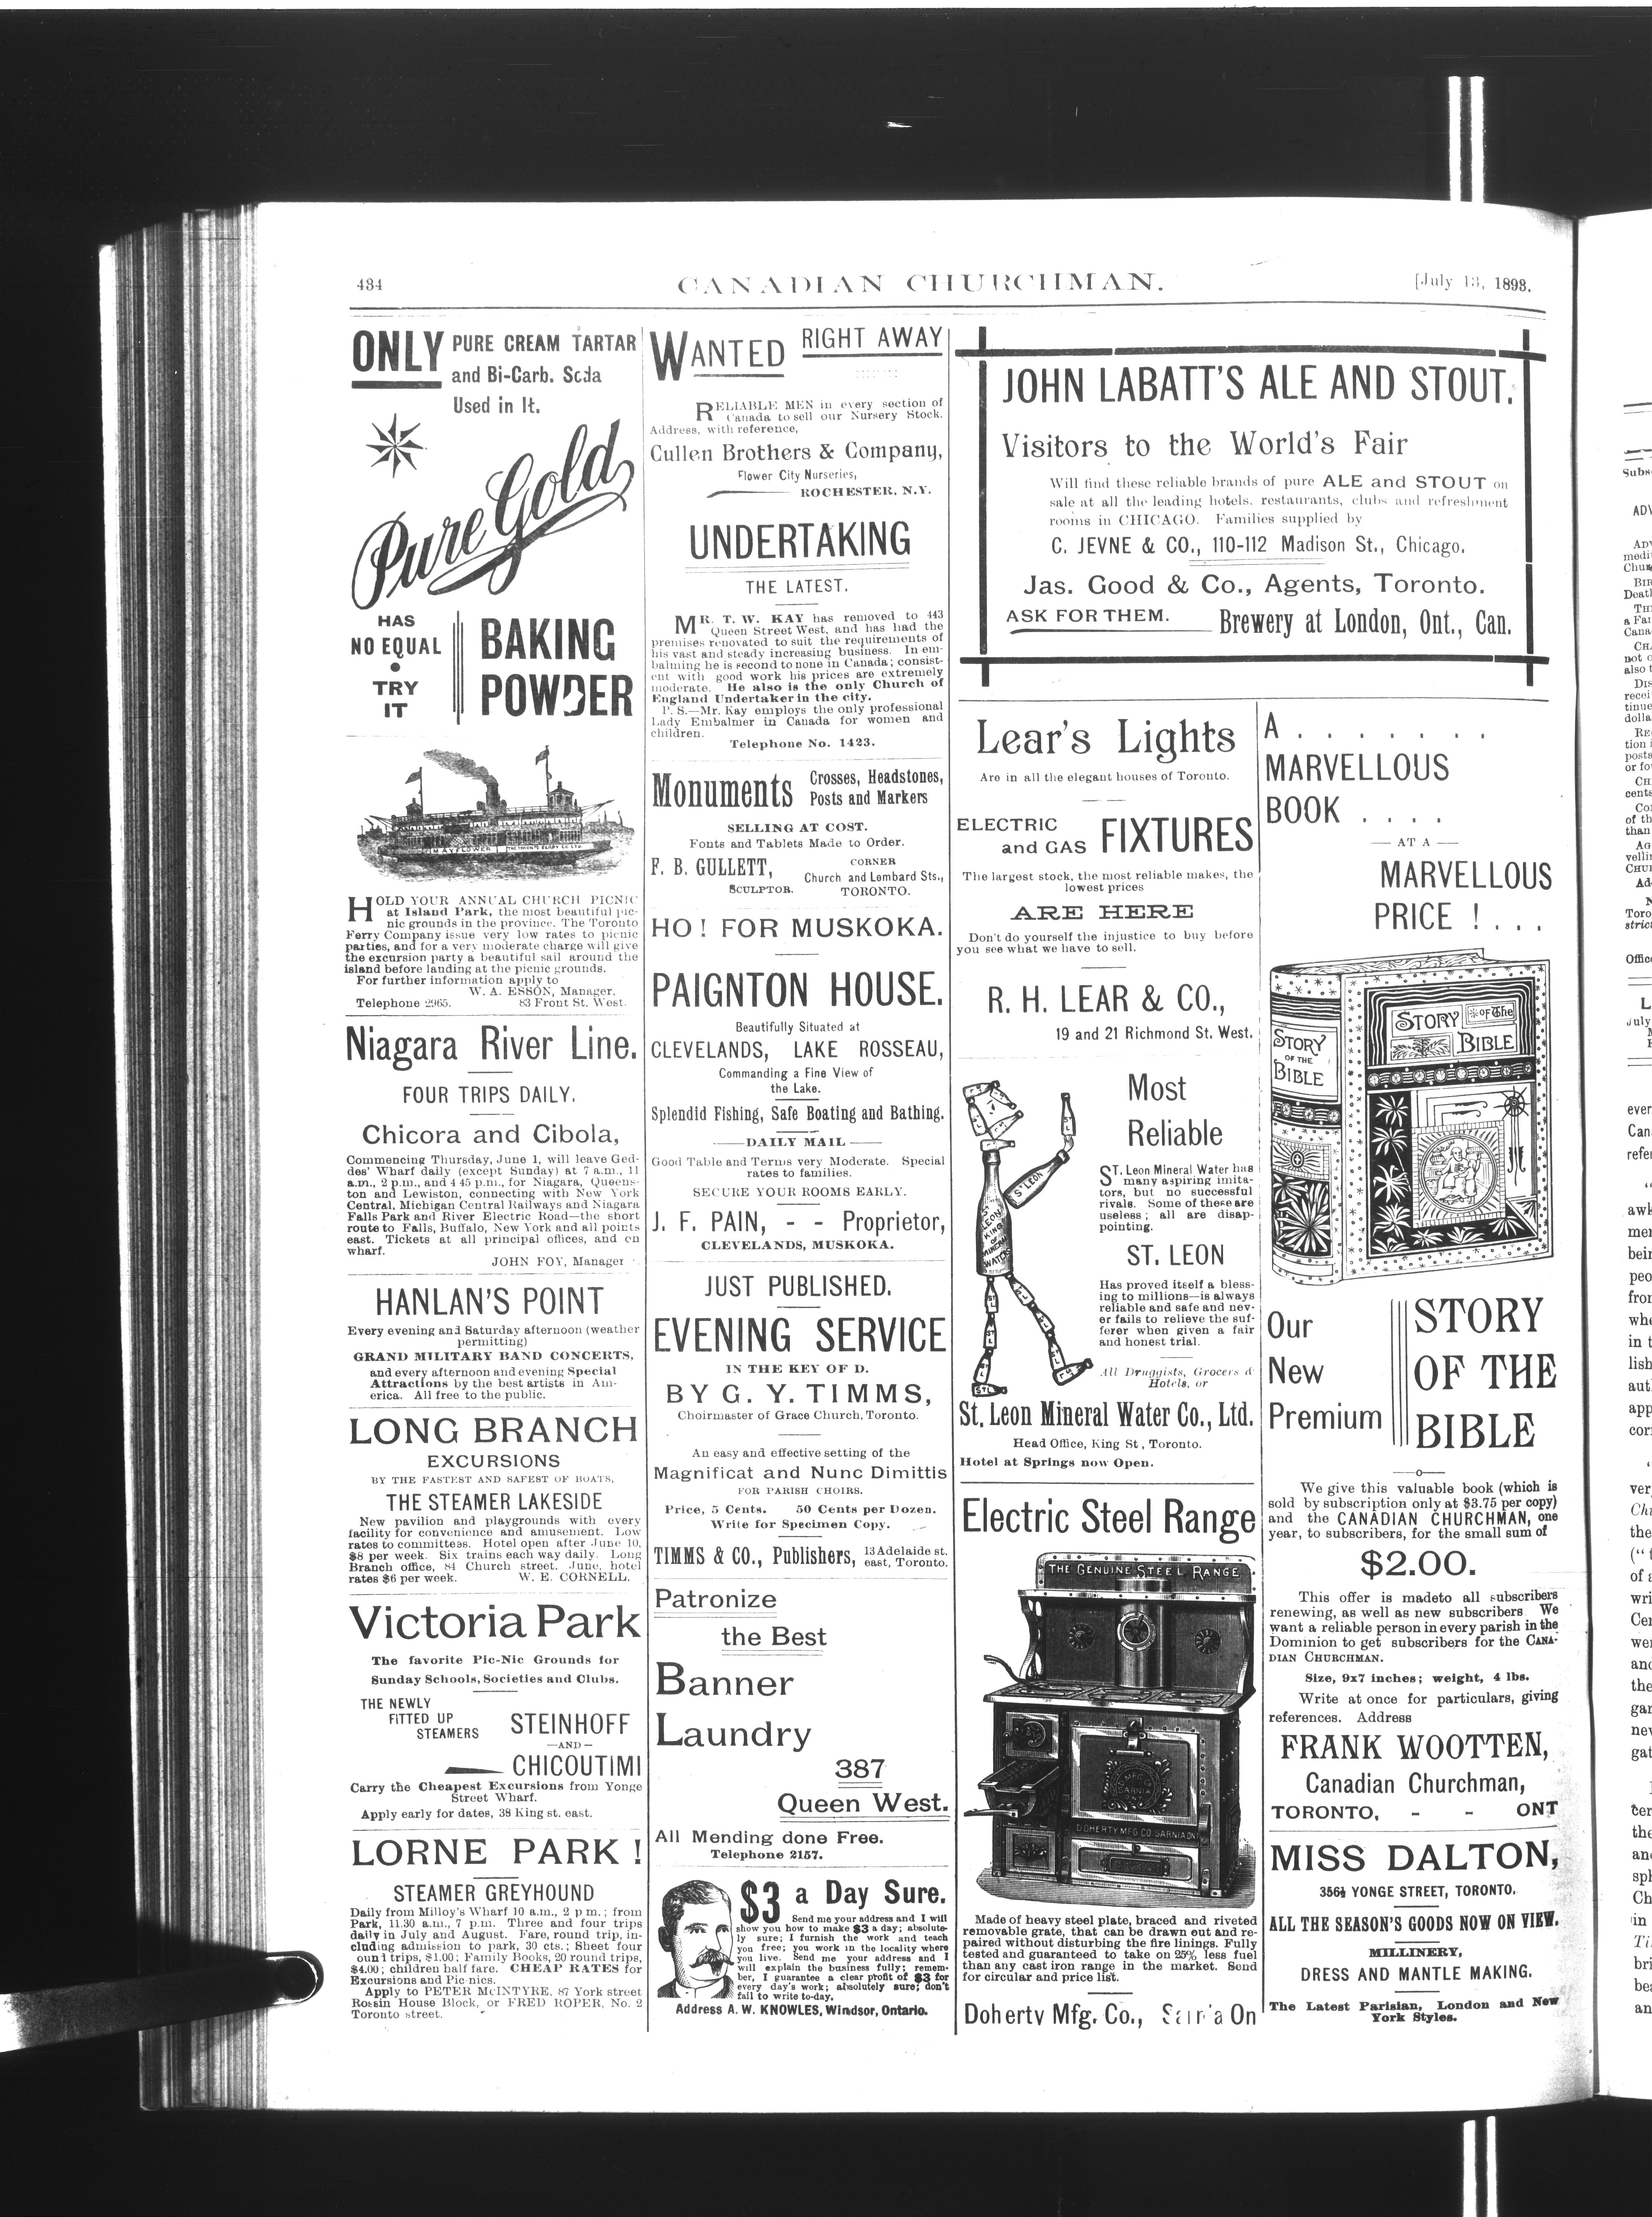 434
CANADIAN CHURCHMAN.
[July 13, 1893.
ONLY PURE CREAM TARTAR
and Bi-Carb. Soda
Used in It.
Pure Gold
HAS
NO EQUAL
TRY
IT
BAKING
POWDER
MAYFLOWER
THE TORONTO FERRY CO LTD.
HOLD YOUR ANNUAL CHURCH PICNIC
at Island Park, the most beautiful pic-
nic grounds in the province. The Toronto
Ferry Company issue very low rates to picnic
parties, and for a very moderate charge will give
the excursion party a beautiful sail around the
island before landing at the picnic grounds.
For further information apply to
W. A. ESSON, Manager.
Telephone 2965. 83 Front St. West.
Niagara River Line.
FOUR TRIPS DAILY.
Chicora and Cibola,
Commencing Thursday, June 1, will leave Ged-
des' Wharf daily (except Sunday) at 7 a.m., 11
a.m., 2 p.m., and 4 45 p.m., for Niagara, Queens-
ton and Lewiston, connecting with New York
Central, Michigan Central Railways and Niagara
Falls Park and River Electric Road—the short
route to Falls, Buffalo, New York and all points
east. Tickets at all principal offices, and on
wharf.
JOHN FOY, Manager
HANLAN'S POINT
Every evening and Saturday afternoon (weather
permitting)
GRAND MILITARY BAND CONCERTS,
and every afternoon and evening Special
Attractions by the best artists in Am-
erica. All free to the public.
LONG BRANCH
EXCURSIONS
BY THE FASTEST AND SAFEST OF BOATS,
THE STEAMER LAKESIDE
New pavilion and playgrounds with every
facility for convenience and amusement. Low
rates to committees. Hotel open after June 10,
$8 per week. Six trains each way daily. Long
Branch office, 84 Church street. June, hotel
rates $6 per week. W. E. CORNELL.
Victoria Park
The favorite Pic-Nic Grounds for
Sunday Schools, Societies and Clubs.
THE NEWLY
FITTED UP
STEAMERS
STEINHOFF
—AND—
CHICOUTIMI
Carry the Cheapest Excursions from Yonge
Street Wharf.
Apply early for dates, 38 King st. east.
LORNE PARK!
STEAMER GREYHOUND
Daily from Milloy's Wharf 10 a.m., 2 p m.; from
Park, 11.30 a.m., 7 p.m. Three and four trips
daily in July and August. Fare, round trip, in-
cluding admission to park, 30 cts.; Sheet four
roun1 trips, $1.00; Family Books, 20 round trips,
$4.00; children half fare. CHEAP RATES for
Excursions and Pic-nics.
Apply to PETER McINTYRE, 87 York street
Rossin House Block, or FRED ROPER, No. 2
Toronto street.
WANTED RIGHT AWAY
RELIABLE MEN in every section of
Canada to sell our Nursery Stock.
Address, with reference,
Cullen Brothers & Company,
Flower City Nurseries,
ROCHESTER, N.Y.
UNDERTAKING
THE LATEST.
MR. T. W. KAY has removed to 443
Queen Street West, and has had the
premises renovated to suit the requirements of
his vast and steady increasing business. In em-
balming he is second to none in Canada; consist-
ent with good work his prices are extremely
moderate. He also is the only Church of
England Undertaker in the city.
P. S.—Mr. Kay employs the only professional
Lady Embalmer in Canada for women and
children.
Telephone No. 1423.
Monuments Crosses, Headstones,
Posts and Markers
SELLING AT COST.
Fonts and Tablets Made to Order.
F. B. GULLETT,
SCULPTOR.
CORNER
Church and Lombard Sts.,
TORONTO.
HO! FOR MUSKOKA.
PAIGNTON HOUSE.
Beautifully Situated at
CLEVELANDS, LAKE ROSSEAU,
Commanding a Fine View of
the Lake.
Splendid Fishing, Safe Boating and Bathing.
—DAILY MAIL—
Good Table and Terms very Moderate. Special
rates to families.
SECURE YOUR ROOMS EARLY.
J. F. PAIN, - - Proprietor,
CLEVELANDS, MUSKOKA.
JUST PUBLISHED.
EVENING SERVICE
IN THE KEY OF D.
BY G. Y. TIMMS,
Choirmaster of Grace Church, Toronto.
An easy and effective setting of the
Magnificat and Nunc Dimittis
FOR PARISH CHOIRS.
Price, 5 Cents. 50 Cents per Dozen.
Write for Specimen Copy.
TIMMS & CO., Publishers, 13 Adelaide st.
east, Toronto.
Patronize
the Best
Banner
Laundry
387
Queen West.
All Mending done Free.
Telephone 2157.
$3 a Day Sure.
Send me your address and I will
show you how to make $3 a day; absolute-
ly sure; I furnish the work and teach
you free; you work in the locality where
you live. Send me your address and I
will explain the business fully; remem-
ber, I guarantee a clear profit of $3 for
every day's work; absolutely sure; don't
fail to write to-day,
Address A. W. KNOWLES, Windsor, Ontario.
JOHN LABATT'S ALE AND STOUT.
Visitors to the World's Fair
Will find these reliable brands of pure ALE and STOUT on
sale at all the leading hotels, restaurants, clubs and refreshment
rooms in CHICAGO. Families supplied by
C. JEVNE & CO., 110-112 Madison St., Chicago.
Jas. Good & Co., Agents, Toronto.
ASK FOR THEM. Brewery at London, Ont., Can.
Lear's Lights
Are in all the elegant houses of Toronto.
ELECTRIC
and GAS FIXTURES
The largest stock, the most reliable makes, the
lowest prices
ARE HERE
Don't do yourself the injustice to buy before
you see what we have to sell.
R. H. LEAR & CO.,
19 and 21 Richmond St. West.
ST LEON
ST LEON KING OF MINERAL WATERS
Most
Reliable
ST. Leon Mineral Water has
many aspiring imita-
tors, but no successful
rivals. Some of these are
useless; all are disap-
pointing.
ST. LEON
Has proved itself a bless-
ing to millions—is always
reliable and safe and nev-
er fails to relieve the suf-
ferer when given a fair
and honest trial.
All Druggists, Grocers &
Hotels, or
St. Leon Mineral Water Co., Ltd.
Head Office, King St, Toronto.
Hotel at Springs now Open.
Electric Steel Range
THE GENUINE STEEL RANGE
DOHERTY MFG CO. SARNIA ONT
Made of heavy steel plate, braced and riveted
removable grate, that can be drawn out and re-
paired without disturbing the fire linings. Fully
tested and guaranteed to take on 25% less fuel
than any cast iron range in the market. Send
for circular and price list.
Doherty Mfg. Co., Sarnia On
A . . . . . . . .
MARVELLOUS
BOOK . . . .
— AT A —
MARVELLOUS
PRICE ! . . .
STORY OF THE BIBLE
STORY OF The BIBLE
Our
New
Premium
STORY
OF THE
BIBLE
—o—
We give this valuable book (which is
sold by subscription only at $3.75 per copy)
and the CANADIAN CHURCHMAN, one
year, to subscribers, for the small sum of
$2.00.
This offer is madeto all subscribers
renewing, as well as new subscribers We
want a reliable person in every parish in the
Dominion to get subscribers for the CANA-
DIAN CHURCHMAN.
Size, 9x7 inches; weight, 4 lbs.
Write at once for particulars, giving
references. Address
FRANK WOOTTEN,
Canadian Churchman,
TORONTO, - - ONT
MISS DALTON,
356½ YONGE STREET, TORONTO.
ALL THE SEASON'S GOODS NOW ON VIEW.
MILLINERY,
DRESS AND MANTLE MAKING.
The Latest Parisian, London and New
York Styles.